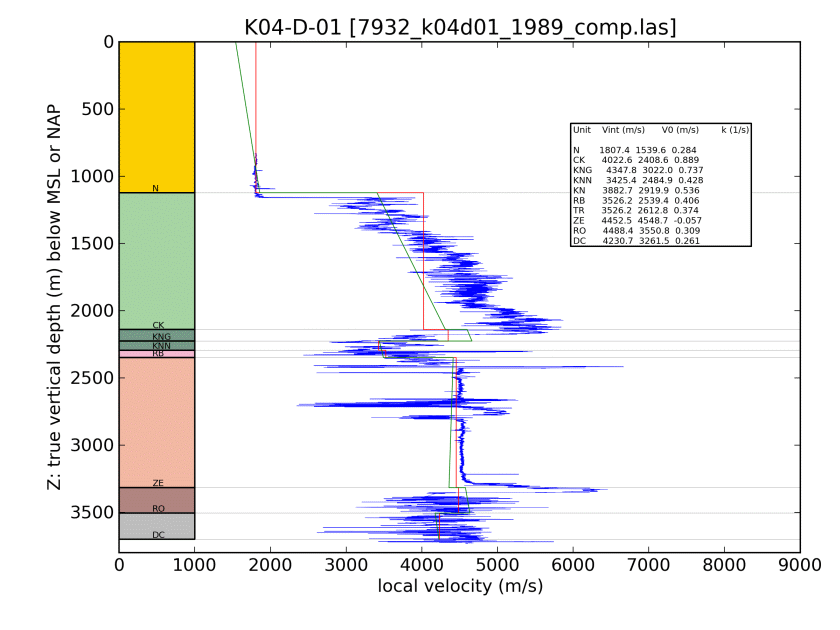 K04-D-01 [7932_k04d01_1989_comp.las]
Z: true vertical depth (m) below MSL or NAP
0
500
1000
1500
2000
2500
3000
3500
N
CK
KNG
KNN
RB
ZE
RO
DC
Unit Vint (m/s) V0 (m/s) k (1/s)
N 1807.4 1539.6 0.284
CK 4022.6 2408.6 0.889
KNG 4347.8 3022.0 0.737
KNN 3425.4 2484.9 0.428
KN 3882.7 2919.9 0.536
RB 3526.2 2539.4 0.406
TR 3526.2 2612.8 0.374
ZE 4452.5 4548.7 -0.057
RO 4488.4 3550.8 0.309
DC 4230.7 3261.5 0.261
0 1000 2000 3000 4000 5000 6000 7000 8000 9000
local velocity (m/s)